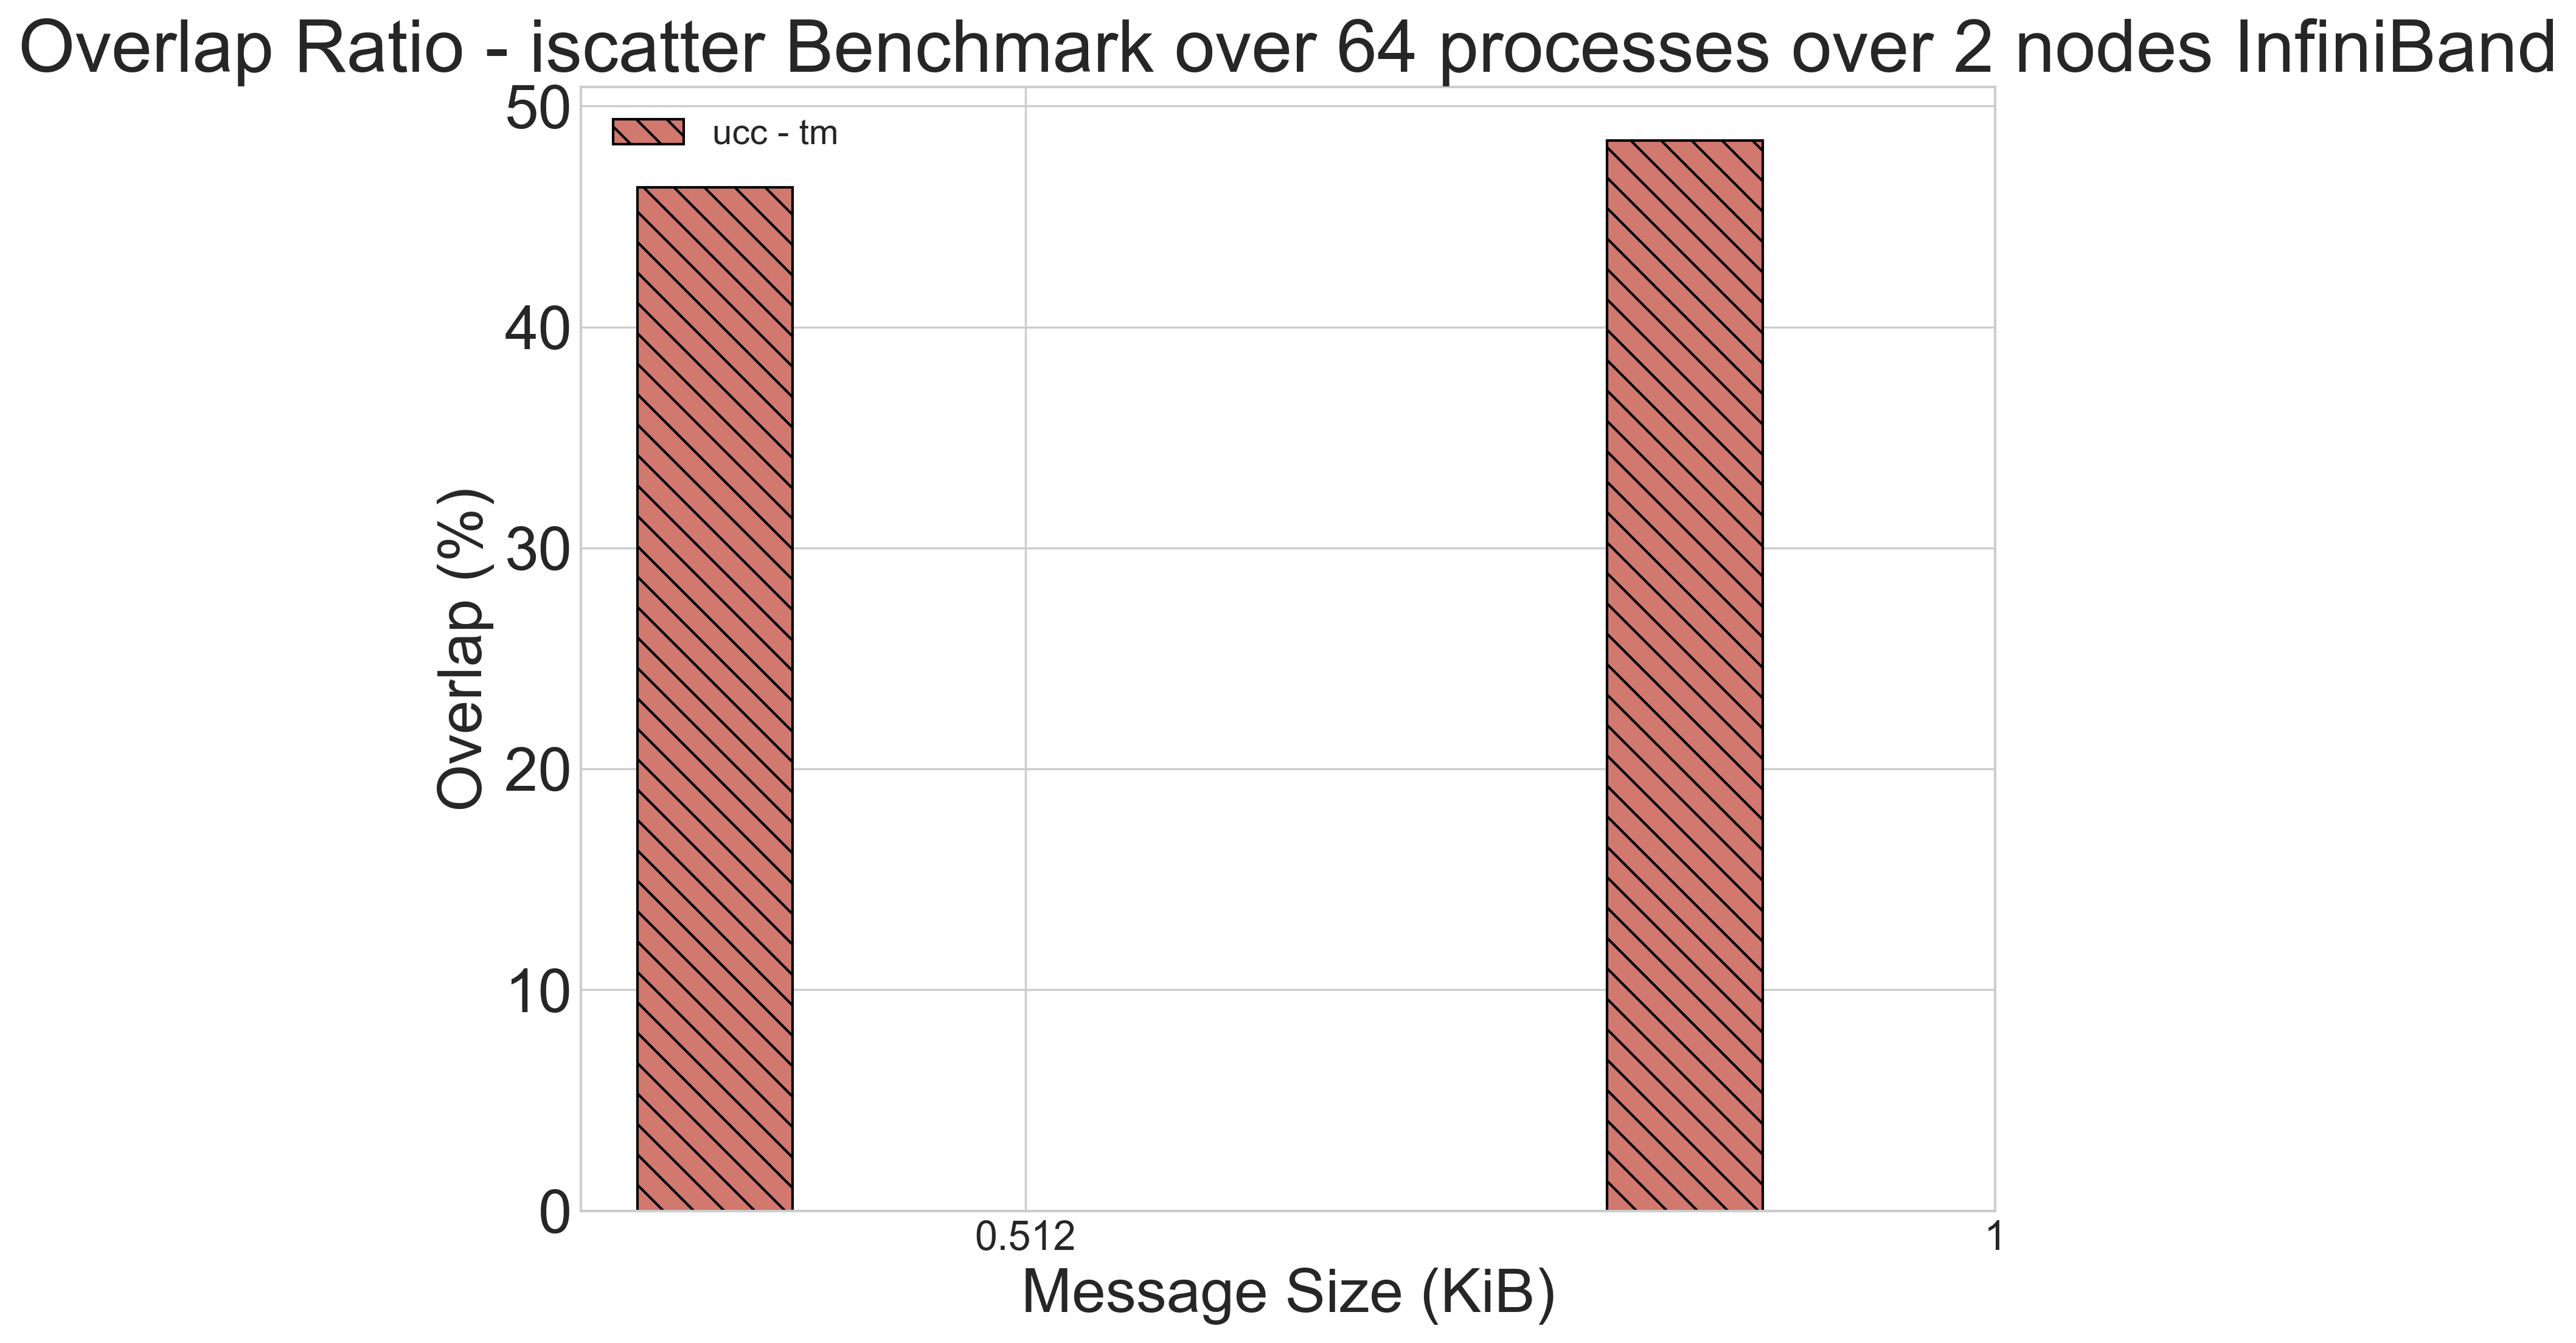 Overlap Ratio - iscatter Benchmark over 64 processes over 2 nodes InfiniBand
ucc - tm
50
40
30
20
10
0
Overlap (%)
0.512
1
Message Size (KiB)